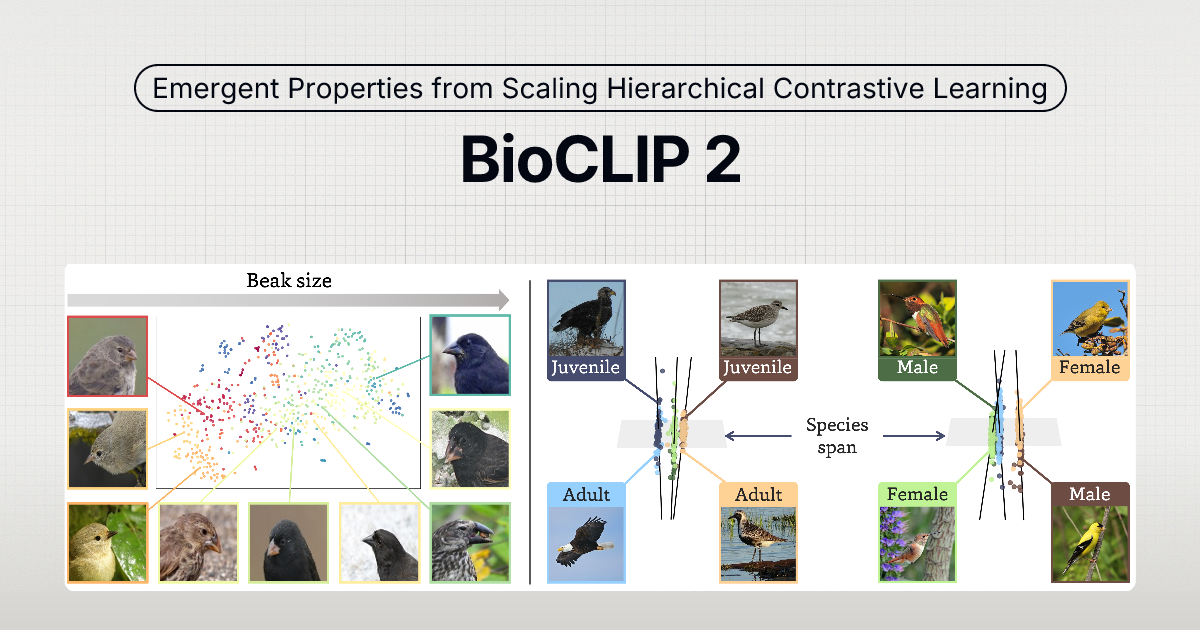 Emergent Properties from Scaling Hierarchical Contrastive Learning
BioCLIP 2
Beak size
Juvenile
Juvenile
Male
Female
Species
span
Adult
Adult
Female
Male